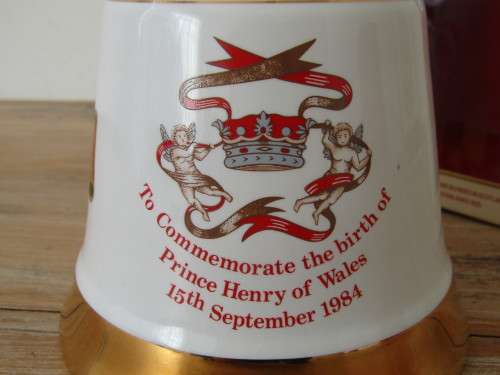 To Commemorate the birth of
Prince Henry of Wales
15th September 1984